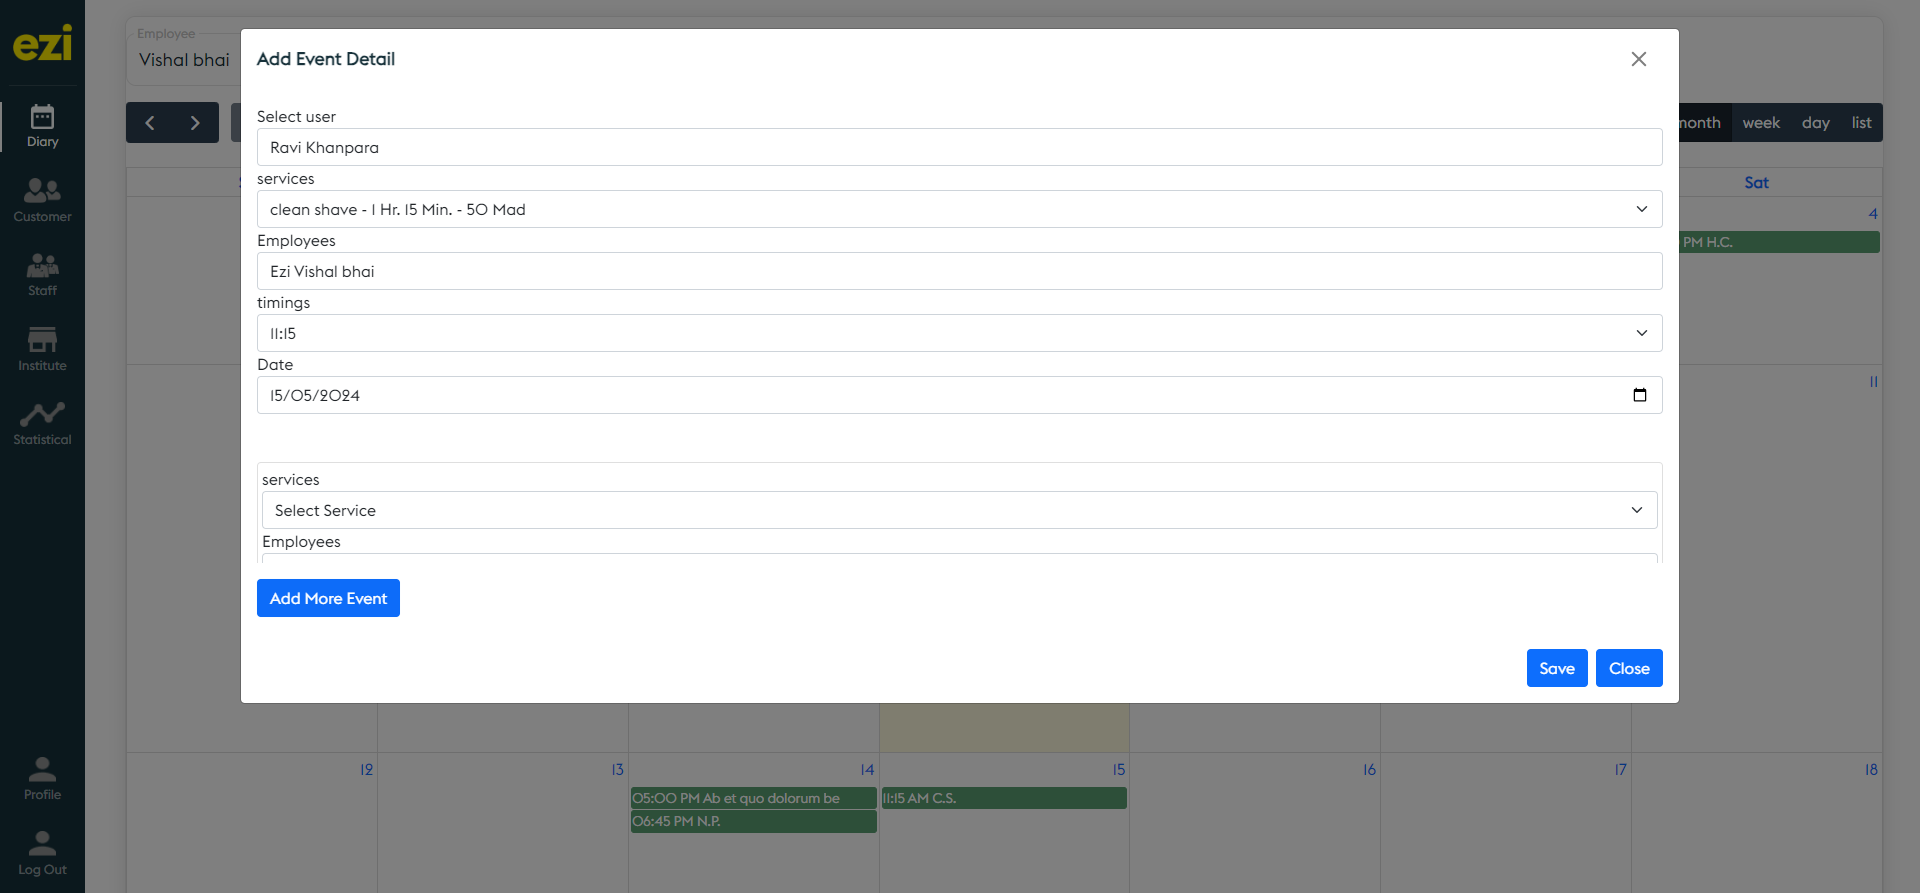 ezi
Diary
Customer
Staff
Institute
Statistical
Profile
Log Out
Employee
Vishal bhai
month week day list
Sat
4
PM H.C.
11
Add Event Detail
Select user
Ravi Khanpara
services
clean shave - 1 Hr. 15 Min. - 50 Mad
Employees
Ezi Vishal bhai
timings
11:15
Date
15/05/2024
services
Select Service
Employees
Add More Event
Save Close
12 13 14 15 16 17 18
05:00 PM Ab et quo dolorum be
06:45 PM N.P.
11:15 AM C.S.